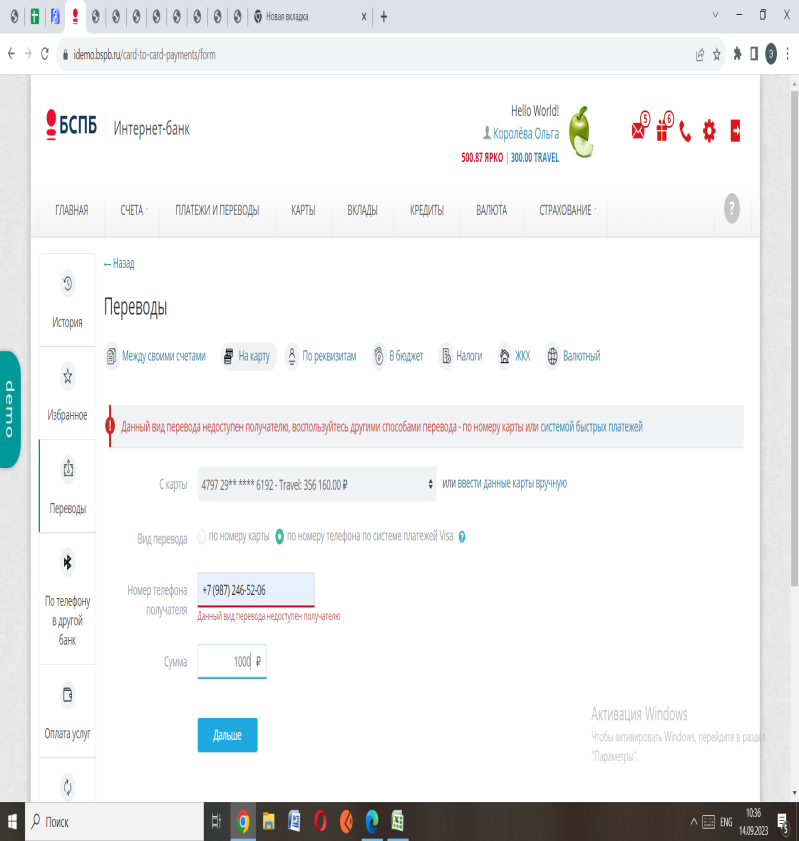 Новая вкладка
idemo.bspb.ru/card-to-card-payments/form
Э
БСПБ Интернет-банк
Hello World!
Королёва Ольга
500.87 ЯРКО | 300.00 TRAVEL
5
6
ГЛАВНАЯ СЧЕТА ПЛАТЕЖИ И ПЕРЕВОДЫ КАРТЫ ВКЛАДЫ КРЕДИТЫ ВАЛЮТА СТРАХОВАНИЕ ?
← Назад
Переводы
Между своими счетами На карту По реквизитам В бюджет Налоги ЖКХ Валютный
История
Избранное
Переводы
По телефону
в другой
банк
Оплата услуг
demo
Данный вид перевода недоступен получателю, воспользуйтесь другими способами перевода - по номеру карты или системой быстрых платежей
С карты 4797 29** **** 6192 - Travel: 356 160.00 ₽ или ввести данные карты вручную
Вид перевода по номеру карты по номеру телефона по системе платежей Visa ?
Номер телефона
получателя
+7 (987) 246-52-06
Данный вид перевода недоступен получателю
Сумма 1000 ₽
Дальше
Активация Windows
Чтобы активировать Windows, перейдите в раздел
"Параметры".
Поиск
ENG
10:36
14.09.2023
5